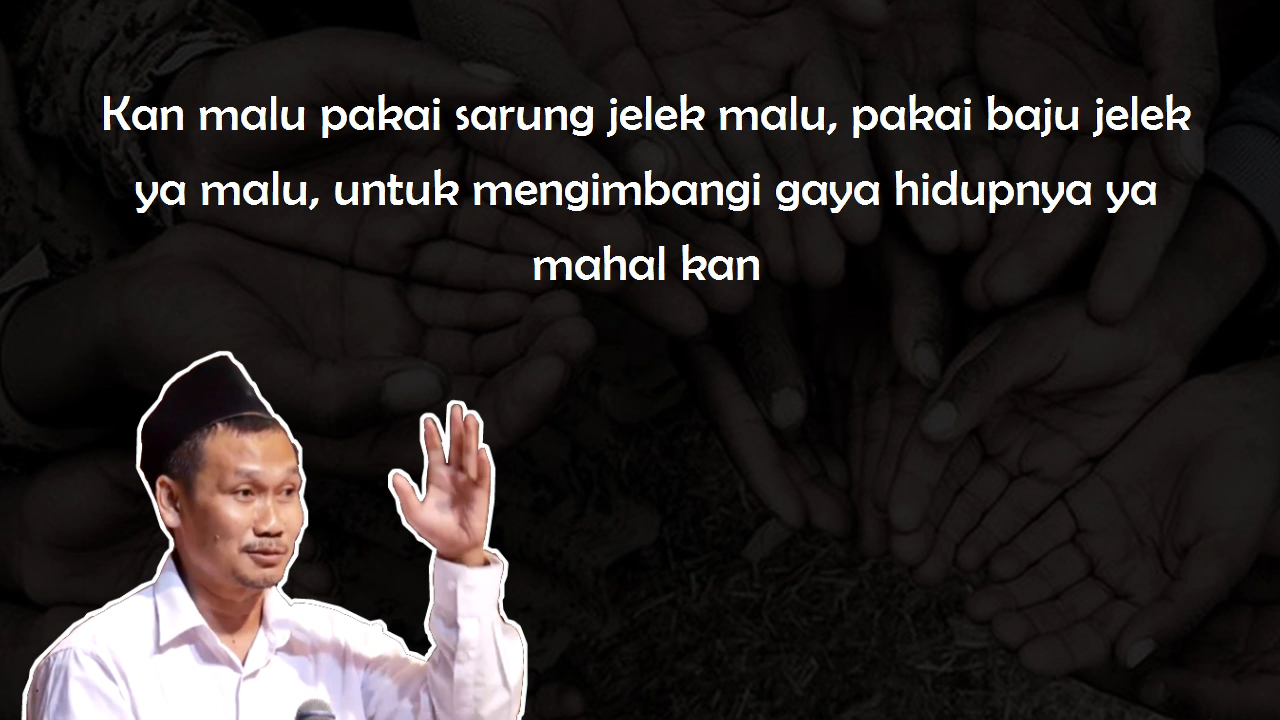 Kan malu pakai sarung jelek malu, pakai baju jelek
ya malu, untuk mengimbangi gaya hidupnya ya
mahal kan